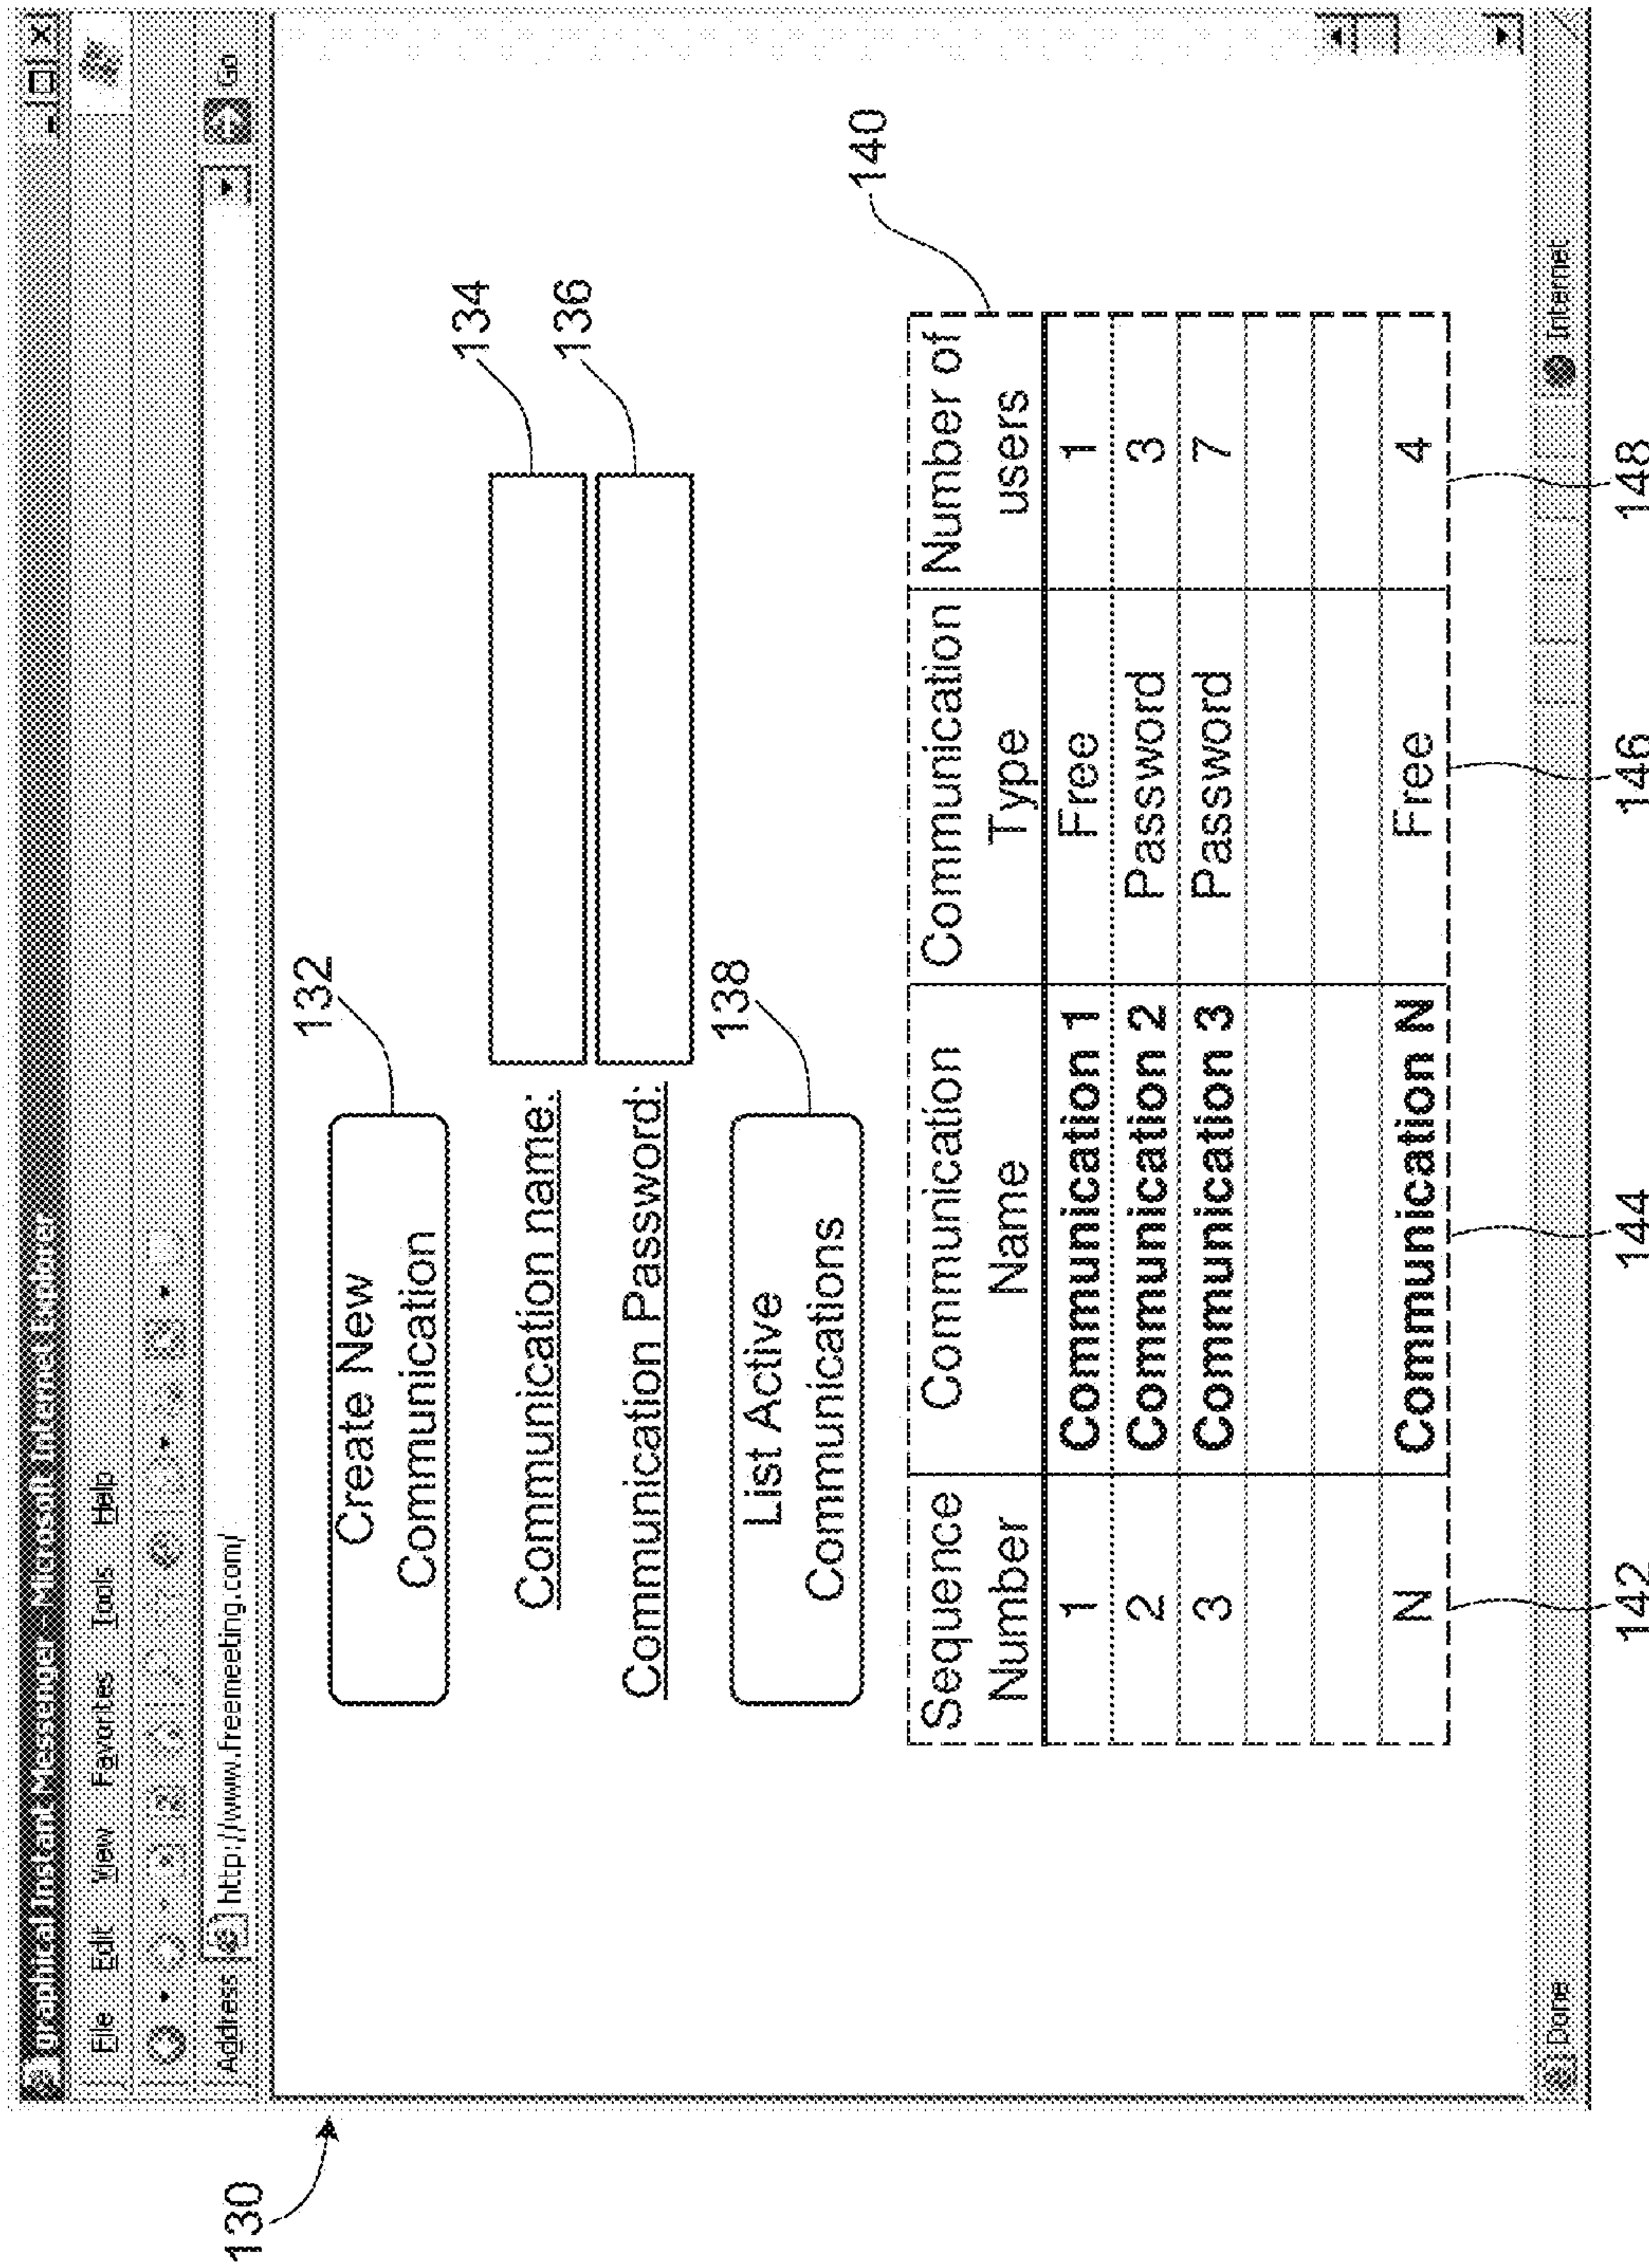 Graphical Instant Messenger - Microsoft Internet Explorer
File Edit View Favorites Tools Help
Address http://www.freemeeting.com/ Go
130
132
Create New
Communication
134
Communication name:
136
Communication Password:
138
List Active
Communications
140
Sequence Number Communication Name Communication Type Number of users
1 Communication 1 Free 1
2 Communication 2 Password 3
3 Communication 3 Password 7
N Communication N Free 4
Done Internet
142 144 146 148